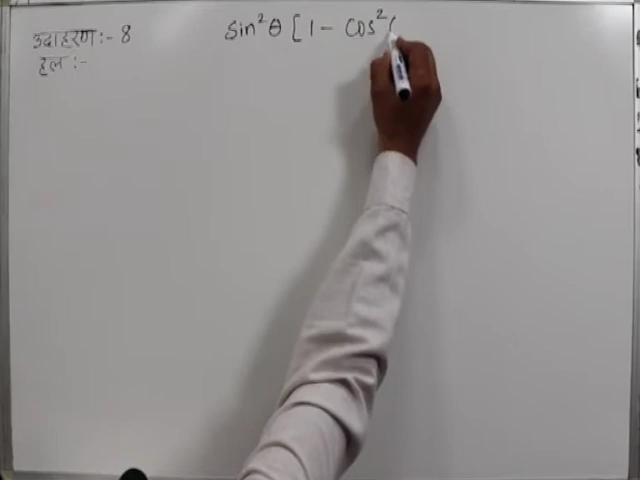 उदाहरण :- 8
sin²θ [ 1 - cos² (
हल :-